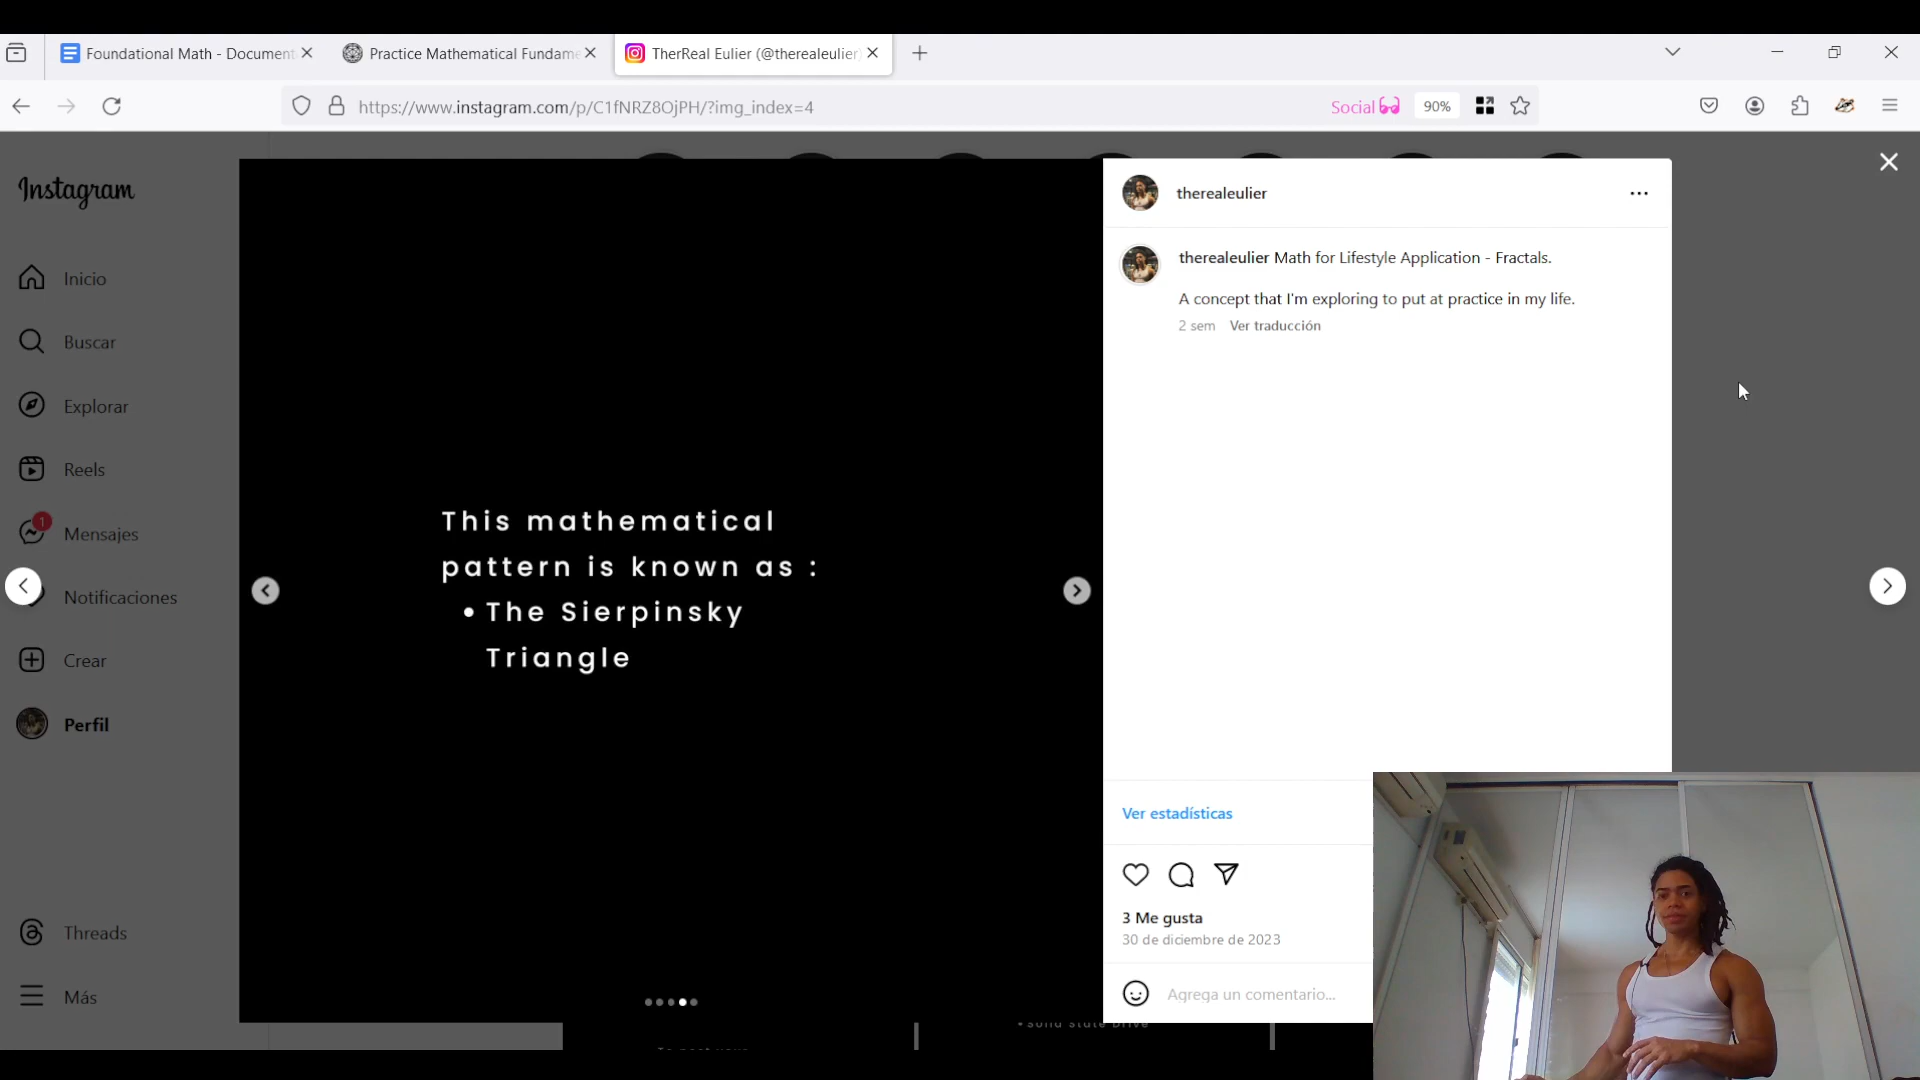 Foundational Math - Document
Practice Mathematical Fundame
TherReal Eulier (@therealeulier)
https://www.instagram.com/p/C1fNRZ8OjPH/?img_index=4
Social
90%
Instagram
Inicio
Buscar
Explorar
Reels
1
Mensajes
Notificaciones
Crear
Perfil
Threads
Más
This mathematical
pattern is known as :
• The Sierpinsky
Triangle
therealeulier
therealeulier Math for Lifestyle Application - Fractals.
A concept that I'm exploring to put at practice in my life.
2 sem Ver traducción
Ver estadísticas
3 Me gusta
30 de diciembre de 2023
Agrega un comentario...